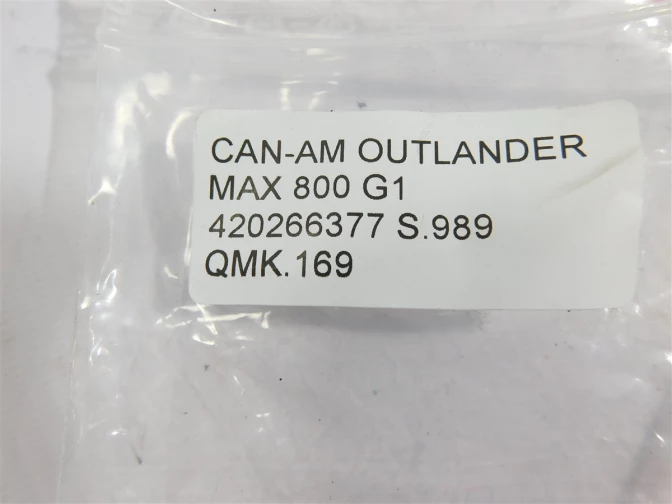 CAN-AM OUTLANDER
MAX 800 G1
420266377 S.989
QMK.169